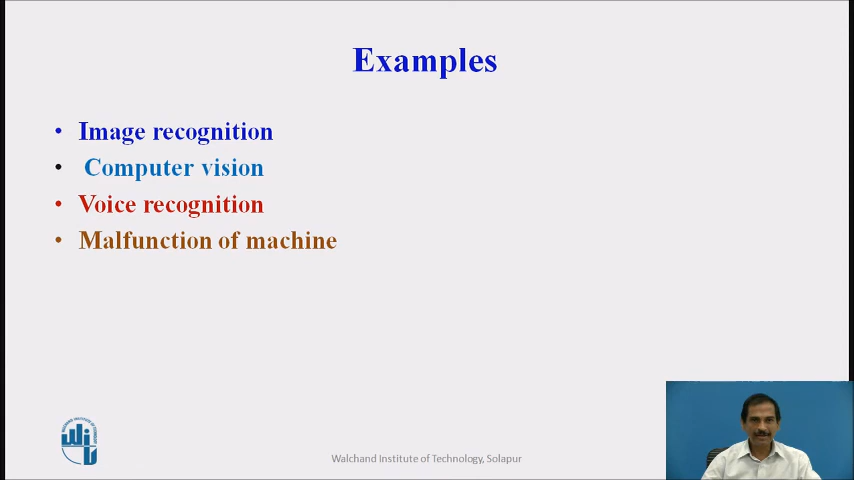 Examples
• Image recognition
• Computer vision
• Voice recognition
• Malfunction of machine
Walchand Institute of Technology, Solapur